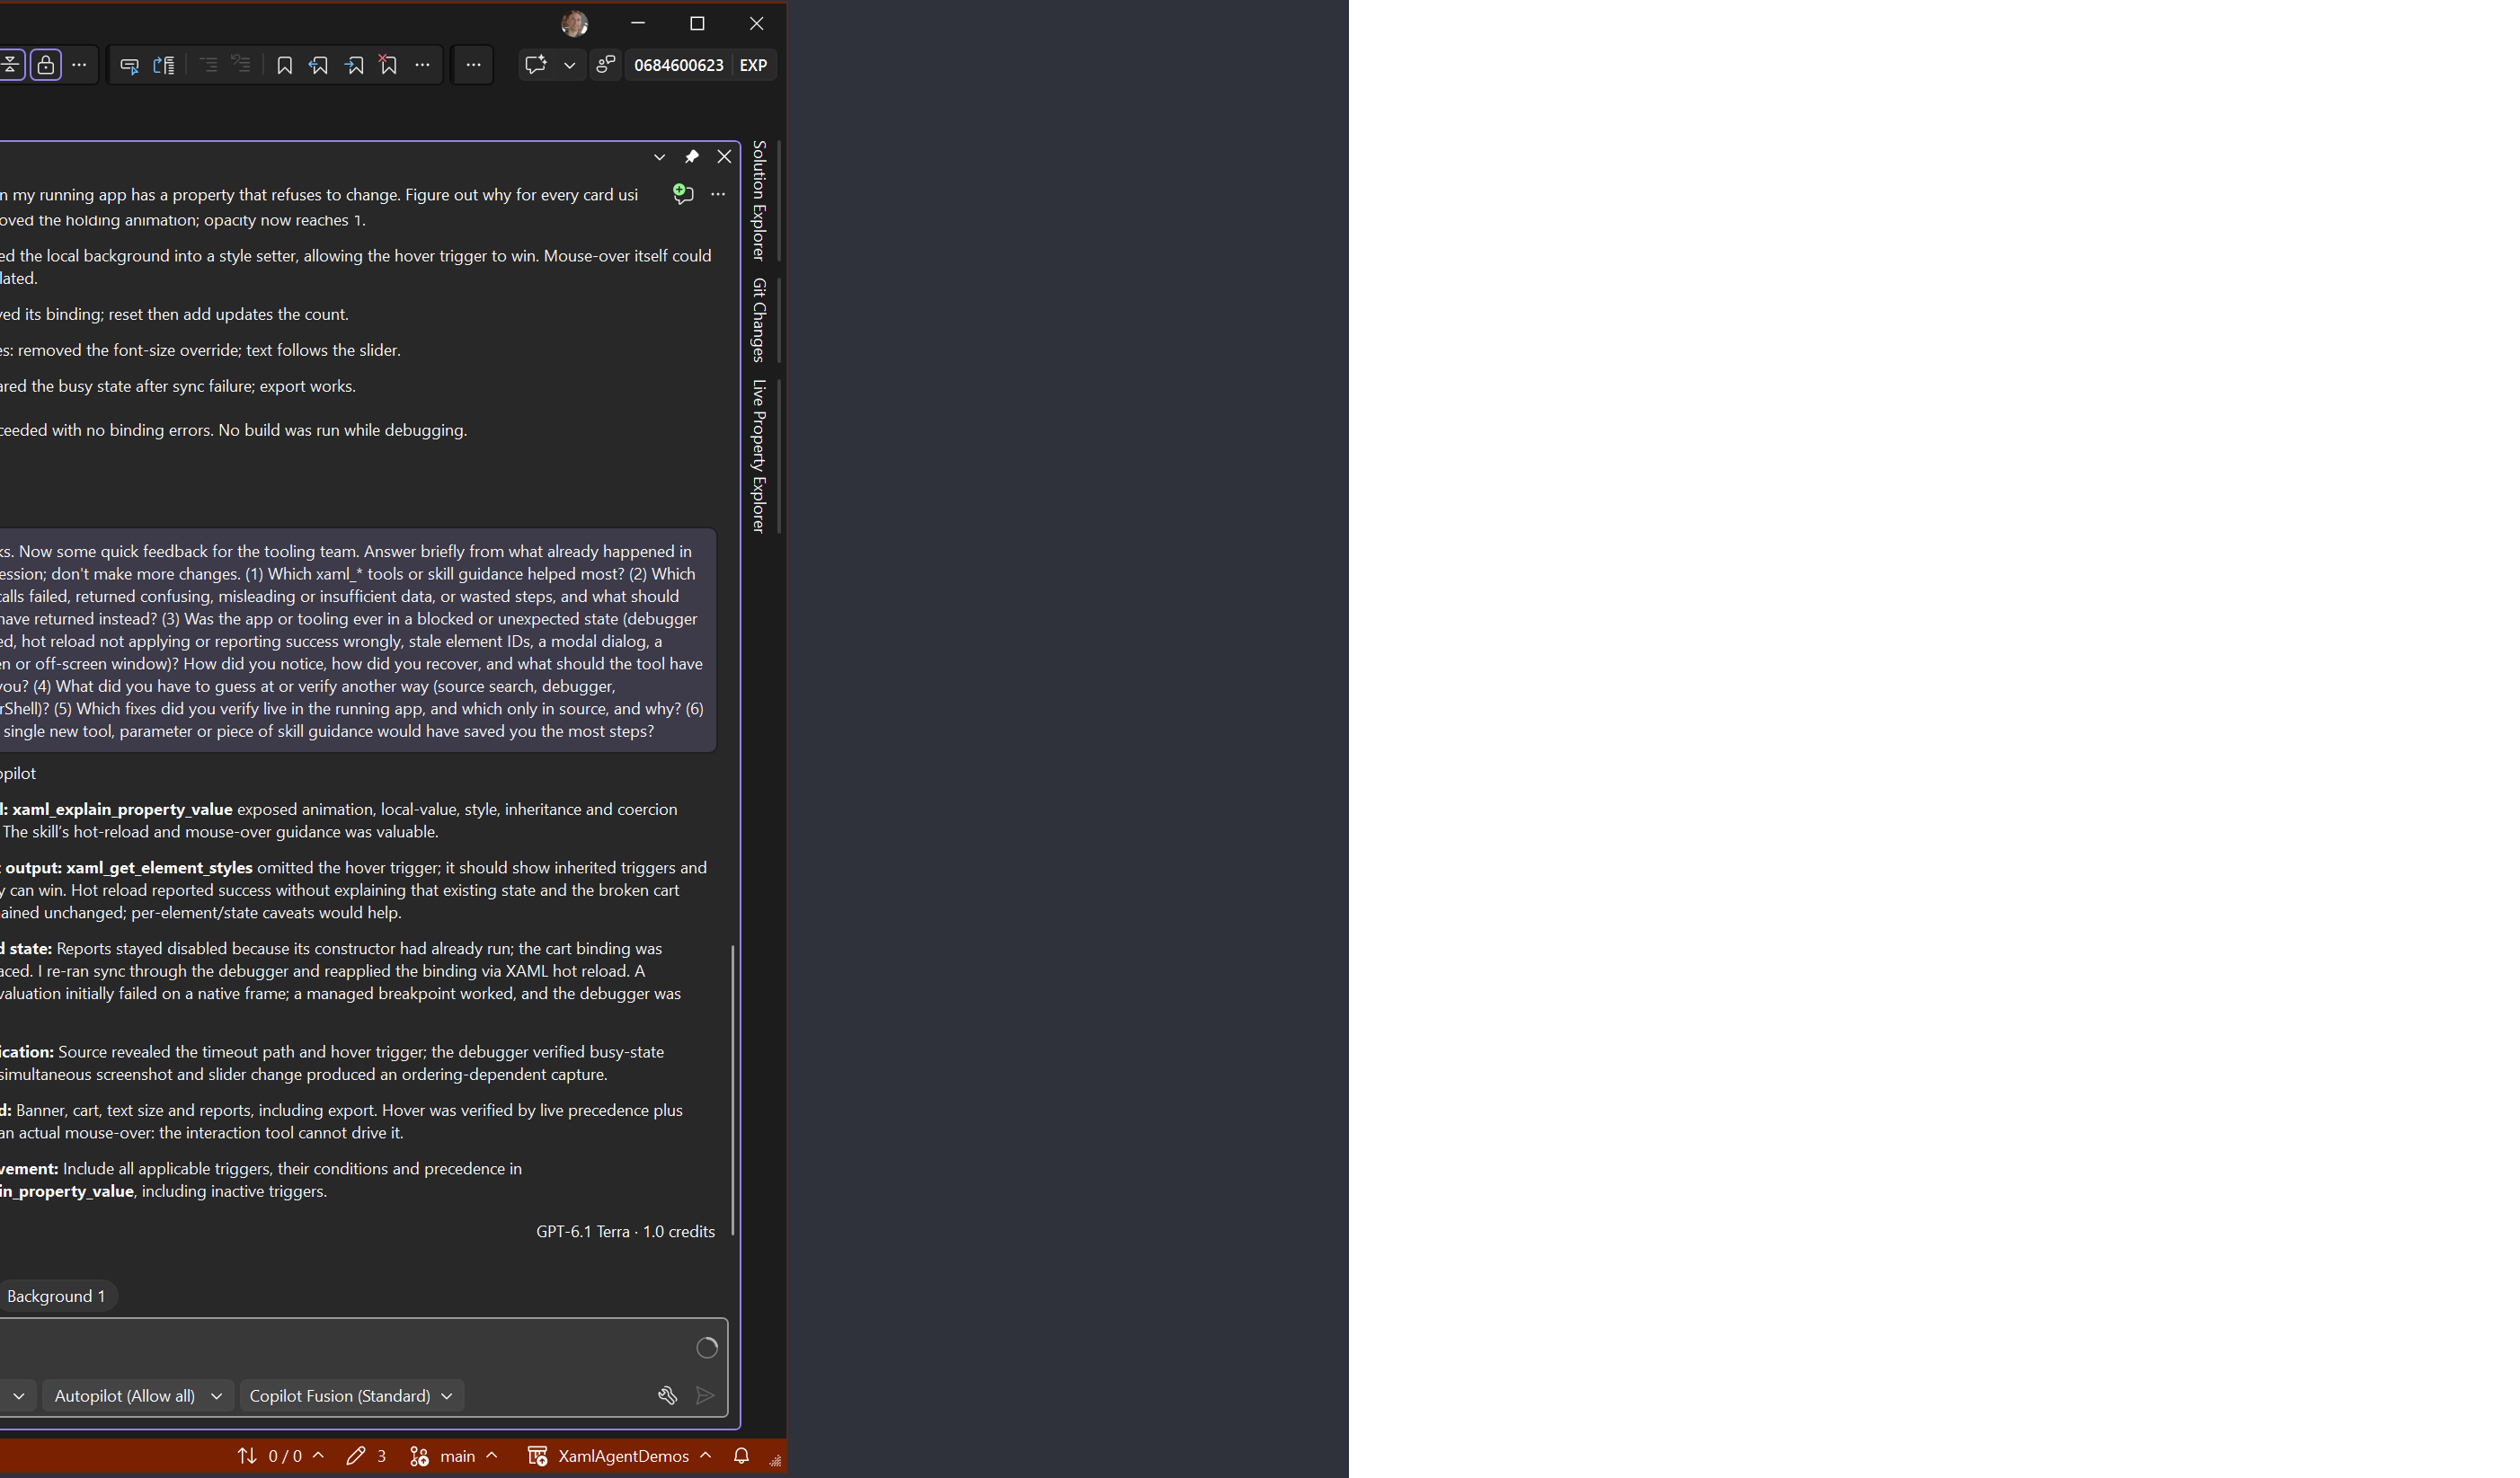 0684600623 EXP
Solution Explorer
Git Changes
Live Property Explorer
n my running app has a property that refuses to change. Figure out why for every card usi
oved the holding animation; opacity now reaches 1.
ed the local background into a style setter, allowing the hover trigger to win. Mouse-over itself could
lated.
ved its binding; reset then add updates the count.
es: removed the font-size override; text follows the slider.
ared the busy state after sync failure; export works.
ceeded with no binding errors. No build was run while debugging.
ks. Now some quick feedback for the tooling team. Answer briefly from what already happened in
ession; don't make more changes. (1) Which xaml_* tools or skill guidance helped most? (2) Which
calls failed, returned confusing, misleading or insufficient data, or wasted steps, and what should
have returned instead? (3) Was the app or tooling ever in a blocked or unexpected state (debugger
ed, hot reload not applying or reporting success wrongly, stale element IDs, a modal dialog, a
en or off-screen window)? How did you notice, how did you recover, and what should the tool have
you? (4) What did you have to guess at or verify another way (source search, debugger,
rShell)? (5) Which fixes did you verify live in the running app, and which only in source, and why? (6)
single new tool, parameter or piece of skill guidance would have saved you the most steps?
opilot
l: xaml_explain_property_value exposed animation, local-value, style, inheritance and coercion
The skill's hot-reload and mouse-over guidance was valuable.
t output: xaml_get_element_styles omitted the hover trigger; it should show inherited triggers and
y can win. Hot reload reported success without explaining that existing state and the broken cart
ained unchanged; per-element/state caveats would help.
d state: Reports stayed disabled because its constructor had already run; the cart binding was
aced. I re-ran sync through the debugger and reapplied the binding via XAML hot reload. A
valuation initially failed on a native frame; a managed breakpoint worked, and the debugger was
ication: Source revealed the timeout path and hover trigger; the debugger verified busy-state
simultaneous screenshot and slider change produced an ordering-dependent capture.
d: Banner, cart, text size and reports, including export. Hover was verified by live precedence plus
an actual mouse-over: the interaction tool cannot drive it.
vement: Include all applicable triggers, their conditions and precedence in
in_property_value, including inactive triggers.
GPT-6.1 Terra · 1.0 credits
Background 1
Autopilot (Allow all) Copilot Fusion (Standard)
0 / 0 3 main XamlAgentDemos